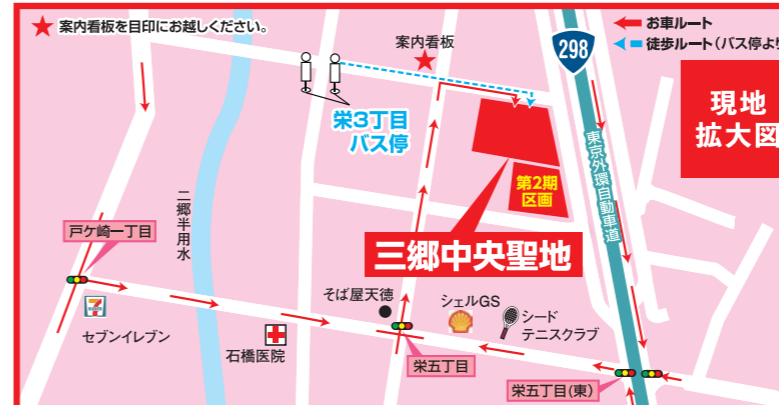 ★ 案内看板を目印にお越しください。
お車ルート
徒歩ルート(バス停よ
案内看板
298
現地
拡大図
栄3丁目
バス停
東京外環自動車道
二郷半用水
第2期
区画
戸ケ崎一丁目
三郷中央聖地
そば屋天徳
シェルGS
シード
テニスクラブ
セブンイレブン
石橋医院
栄五丁目
栄五丁目(東)